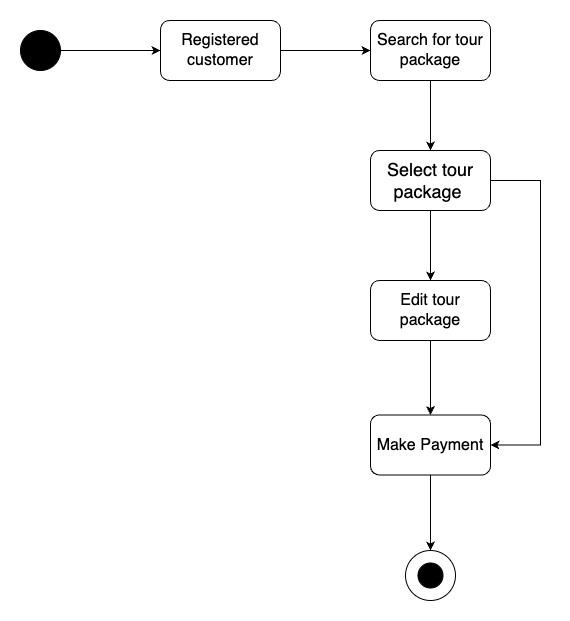 Registered
customer
Search for tour
package
Select tour
package
Edit tour
package
Make Payment